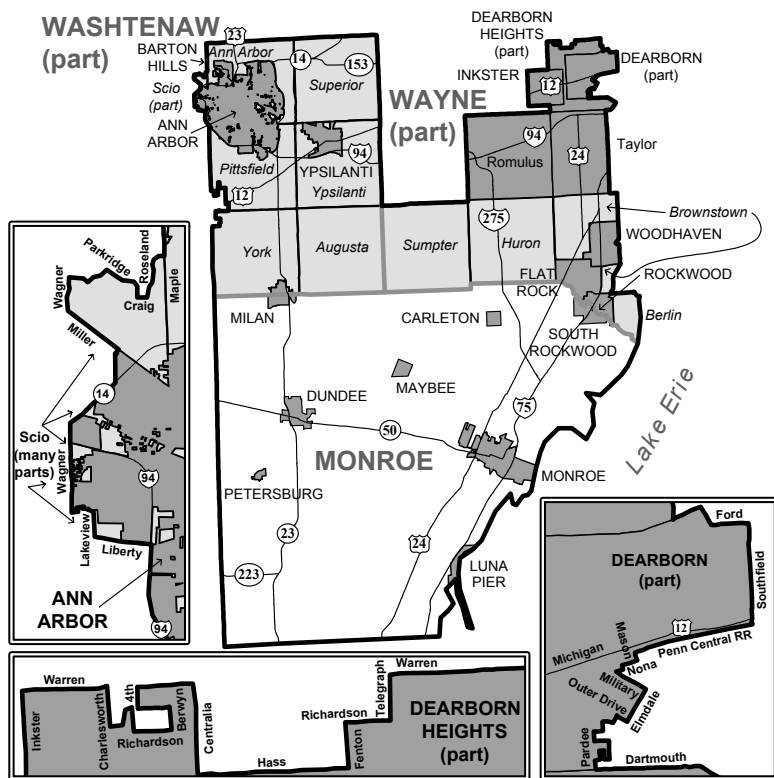 WASHTENAW
(part)
23
Ann Arbor
BARTON
HILLS
14
153
Scio
(part)
Superior
ANN
ARBOR
Pittsfield
94
YPSILANTI
Ypsilanti
12
WAYNE
(part)
DEARBORN
HEIGHTS
(part)
INKSTER
12
DEARBORN
(part)
94
24
Taylor
Romulus
275
Brownstown
WOODHAVEN
York
Augusta
Sumpter
Huron
FLAT
ROCK
ROCKWOOD
MILAN
CARLETON
SOUTH
ROCKWOOD
Berlin
DUNDEE
MAYBEE
75
50
MONROE
MONROE
Lake Erie
PETERSBURG
23
24
223
LUNA
PIER
Parkridge
Roseland
Maple
Wagner
Craig
Miller
14
Scio
(many
parts)
Wagner
94
Lakeview
Liberty
ANN
ARBOR
94
Warren
Inkster
Charlesworth
4th
Berwyn
Richardson
Centralia
Hass
Richardson
Fenton
Telegraph
Warren
DEARBORN
HEIGHTS
(part)
Ford
DEARBORN
(part)
Southfield
12
Michigan
Mason
Nona
Penn Central RR
Military
Outer Drive
Elmdale
Pardee
Dartmouth